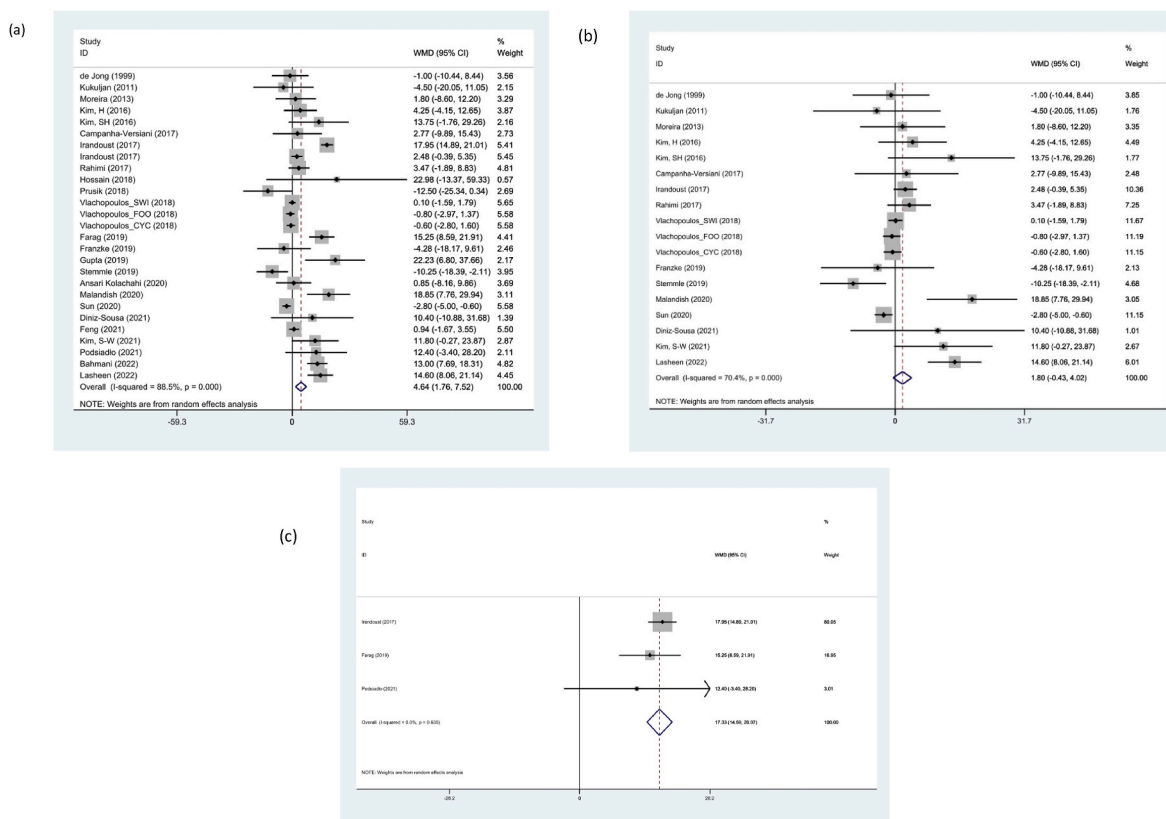 (a)
Study %
ID WMD (95% CI) Weight
de Jong (1999) -1.00 (-10.44, 8.44) 3.56
Kukuljan (2011) -4.50 (-20.05, 11.05) 2.15
Moreira (2013) 1.80 (-8.60, 12.20) 3.29
Kim, H (2016) 4.25 (-4.15, 12.65) 3.87
Kim, SH (2016) 13.75 (-1.76, 29.26) 2.16
Campanha-Versiani (2017) 2.77 (-9.89, 15.43) 2.73
Irandoust (2017) 17.95 (14.89, 21.01) 5.41
Irandoust (2017) 2.48 (-0.39, 5.35) 5.45
Rahimi (2017) 3.47 (-1.89, 8.83) 4.81
Hossain (2018) 22.98 (-13.37, 59.33) 0.57
Prusik (2018) -12.50 (-25.34, 0.34) 2.69
Vlachopoulos_SWI (2018) 0.10 (-1.59, 1.79) 5.65
Vlachopoulos_FOO (2018) -0.80 (-2.97, 1.37) 5.58
Vlachopoulos_CYC (2018) -0.60 (-2.80, 1.60) 5.58
Farag (2019) 15.25 (8.59, 21.91) 4.41
Franzke (2019) -4.28 (-18.17, 9.61) 2.46
Gupta (2019) 22.23 (6.80, 37.66) 2.17
Stemmle (2019) -10.25 (-18.39, -2.11) 3.95
Ansari Kolachahi (2020) 0.85 (-8.16, 9.86) 3.69
Malandish (2020) 18.85 (7.76, 29.94) 3.11
Sun (2020) -2.80 (-5.00, -0.60) 5.58
Diniz-Sousa (2021) 10.40 (-10.88, 31.68) 1.39
Feng (2021) 0.94 (-1.67, 3.55) 5.50
Kim, S-W (2021) 11.80 (-0.27, 23.87) 2.87
Podsiadlo (2021) 12.40 (-3.40, 28.20) 2.11
Bahmani (2022) 13.00 (7.69, 18.31) 4.82
Lasheen (2022) 14.60 (8.06, 21.14) 4.45
Overall (I-squared = 88.5%, p = 0.000) 4.64 (1.76, 7.52) 100.00
NOTE: Weights are from random effects analysis
-59.3 0 59.3
(b)
Study %
ID WMD (95% CI) Weight
de Jong (1999) -1.00 (-10.44, 8.44) 3.85
Kukuljan (2011) -4.50 (-20.05, 11.05) 1.76
Moreira (2013) 1.80 (-8.60, 12.20) 3.35
Kim, H (2016) 4.25 (-4.15, 12.65) 4.49
Kim, SH (2016) 13.75 (-1.76, 29.26) 1.77
Campanha-Versiani (2017) 2.77 (-9.89, 15.43) 2.48
Irandoust (2017) 2.48 (-0.39, 5.35) 10.36
Rahimi (2017) 3.47 (-1.89, 8.83) 7.25
Vlachopoulos_SWI (2018) 0.10 (-1.59, 1.79) 11.67
Vlachopoulos_FOO (2018) -0.80 (-2.97, 1.37) 11.19
Vlachopoulos_CYC (2018) -0.60 (-2.80, 1.60) 11.15
Franzke (2019) -4.28 (-18.17, 9.61) 2.13
Stemmle (2019) -10.25 (-18.39, -2.11) 4.68
Malandish (2020) 18.85 (7.76, 29.94) 3.05
Sun (2020) -2.80 (-5.00, -0.60) 11.15
Diniz-Sousa (2021) 10.40 (-10.88, 31.68) 1.01
Kim, S-W (2021) 11.80 (-0.27, 23.87) 2.67
Lasheen (2022) 14.60 (8.06, 21.14) 6.01
Overall (I-squared = 70.4%, p = 0.000) 1.80 (-0.43, 4.02) 100.00
NOTE: Weights are from random effects analysis
-31.7 0 31.7
(c)
Study %
ID WMD (95% CI) Weight
Irandoust (2017) 17.95 (14.89, 21.01)
Farag (2019) 15.25 (8.59, 21.91)
Podsiadlo (2021) 12.40 (-3.40, 28.20) 3.01
Overall (I-squared = 0.0%, 100.00
NOTE: Weights are from random effects analysis
-28.2 0 28.2